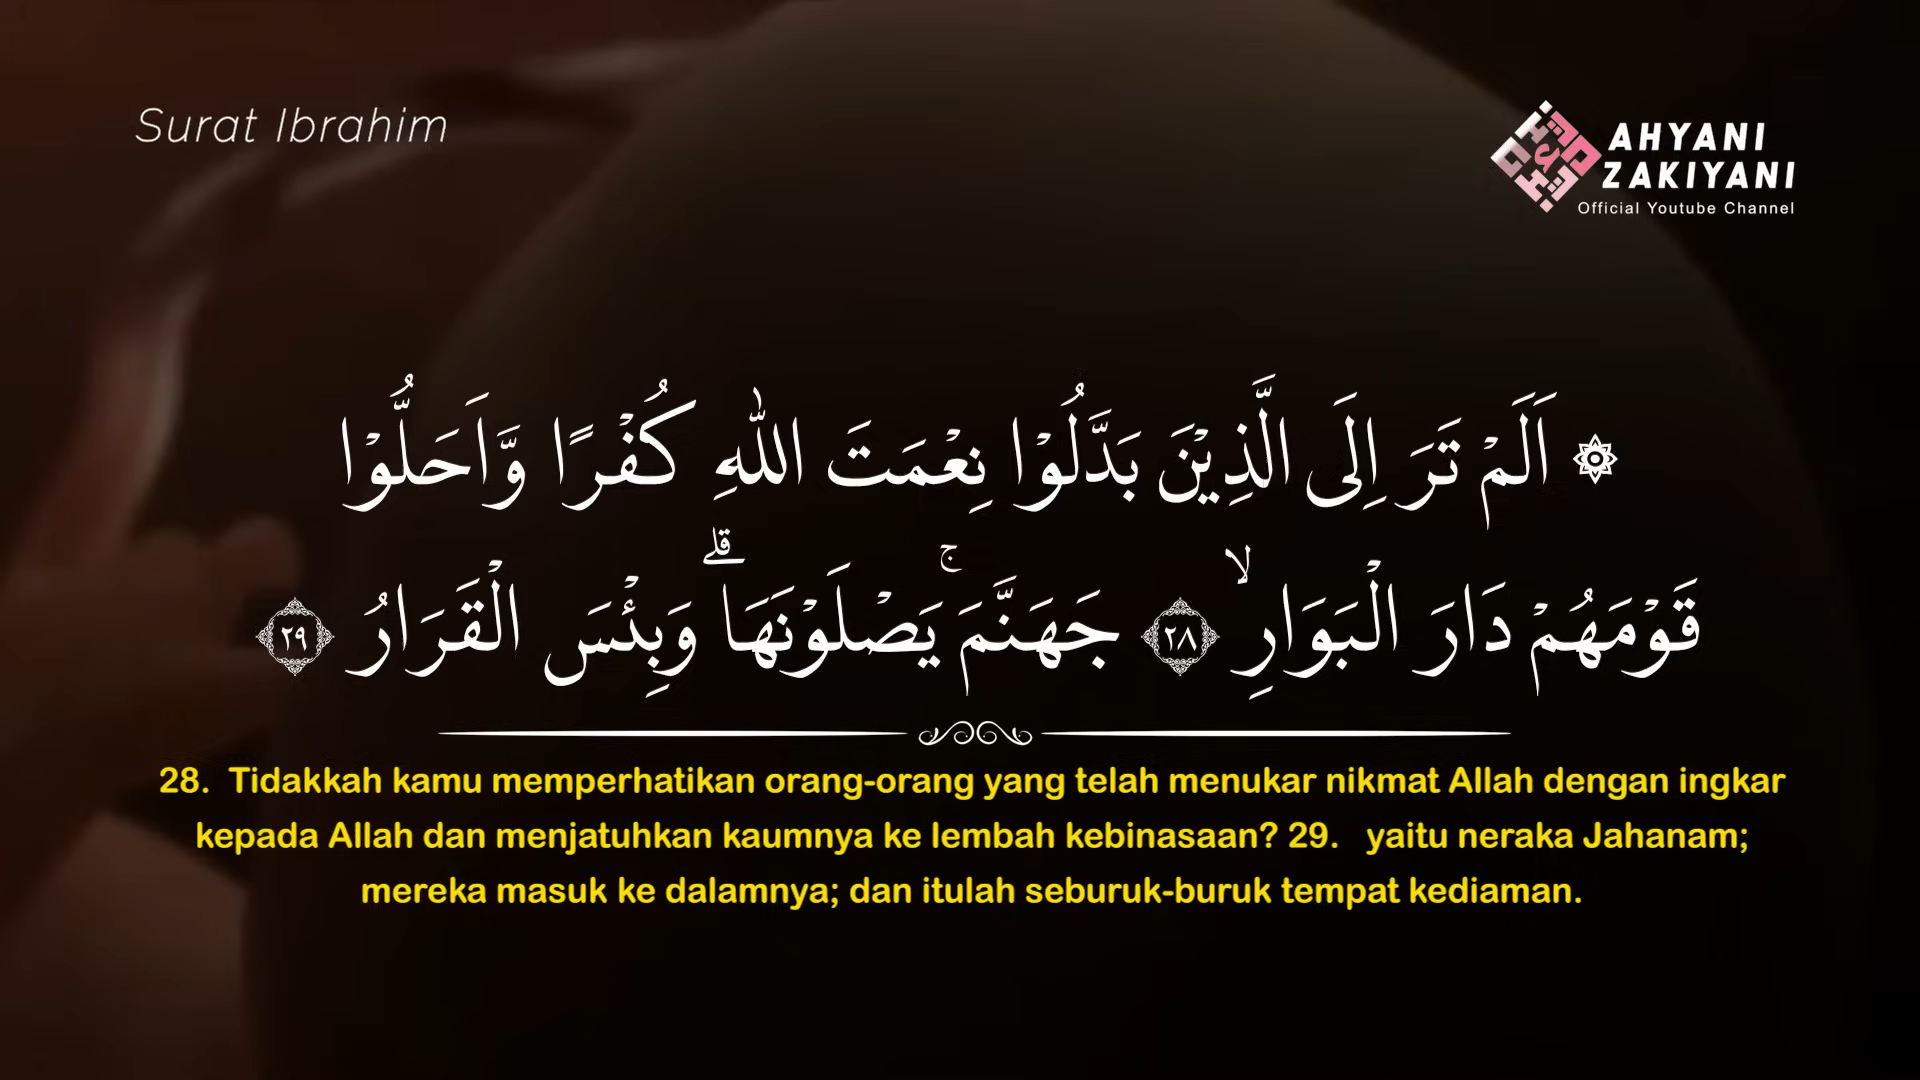 Surat Ibrahim
AHYANI
ZAKIYANI
Official Youtube Channel
۞ اَلَمْ تَرَ اِلَى الَّذِيْنَ بَدَّلُوْا نِعْمَتَ اللّٰهِ كُفْرًا وَّاَحَلُّوْا
قَوْمَهُمْ دَارَ الْبَوَارِۙ ٢٨ جَهَنَّمَ ۚيَصْلَوْنَهَاۗ وَبِئْسَ الْقَرَارُ ٢٩
28.  Tidakkah kamu memperhatikan orang-orang yang telah menukar nikmat Allah dengan ingkar
kepada Allah dan menjatuhkan kaumnya ke lembah kebinasaan? 29.   yaitu neraka Jahanam;
mereka masuk ke dalamnya; dan itulah seburuk-buruk tempat kediaman.